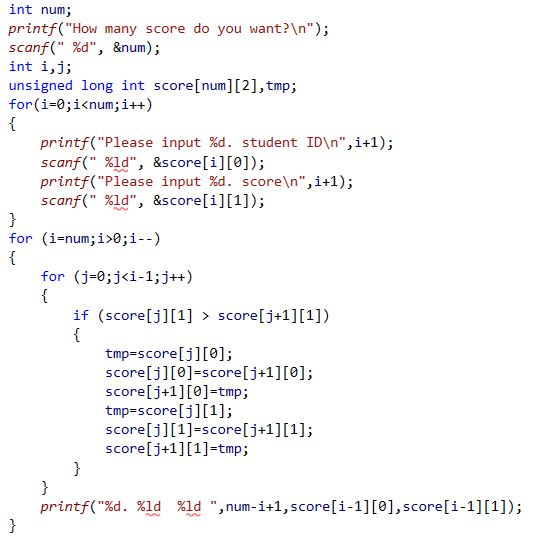 int num;
printf("How many score do you want?\n");
scanf(" %d", &num);
int i,j;
unsigned long int score[num][2],tmp;
for(i=0;i<num;i++)
{
    printf("Please input %d. student ID\n",i+1);
    scanf(" %ld", &score[i][0]);
    printf("Please input %d. score\n",i+1);
    scanf(" %ld", &score[i][1]);
}
for (i=num;i>0;i--)
{
    for (j=0;j<i-1;j++)
    {
        if (score[j][1] > score[j+1][1])
        {
            tmp=score[j][0];
            score[j][0]=score[j+1][0];
            score[j+1][0]=tmp;
            tmp=score[j][1];
            score[j][1]=score[j+1][1];
            score[j+1][1]=tmp;
        }
    }
    printf("%d. %ld  %ld ",num-i+1,score[i-1][0],score[i-1][1]);
}